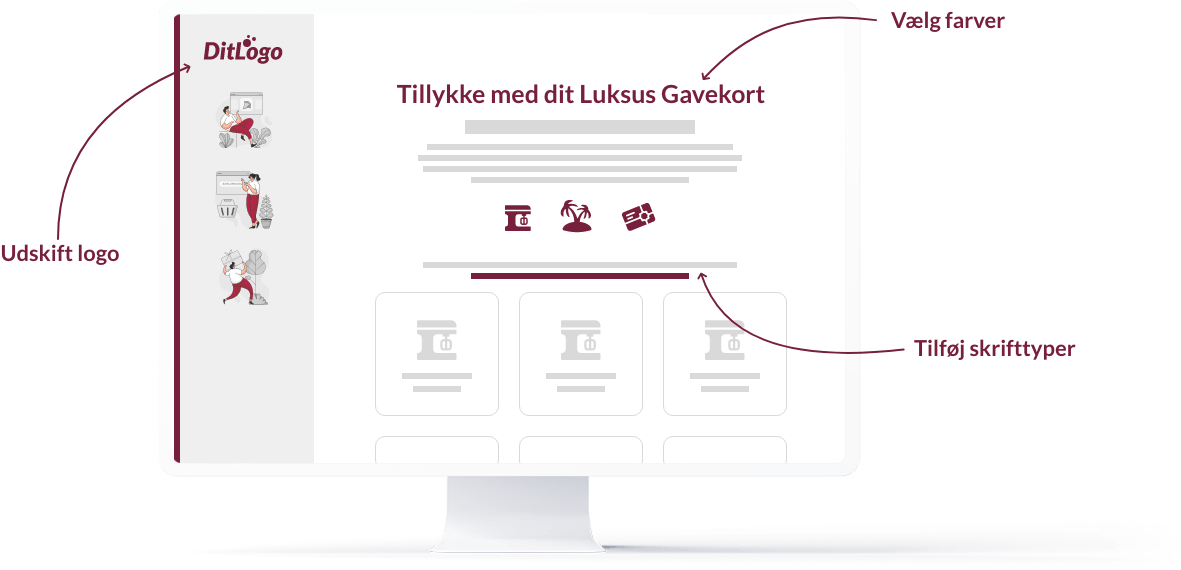 Vælg farver
DitLogo
Tillykke med dit Luksus Gavekort
Udskift logo
Tilføj skrifttyper